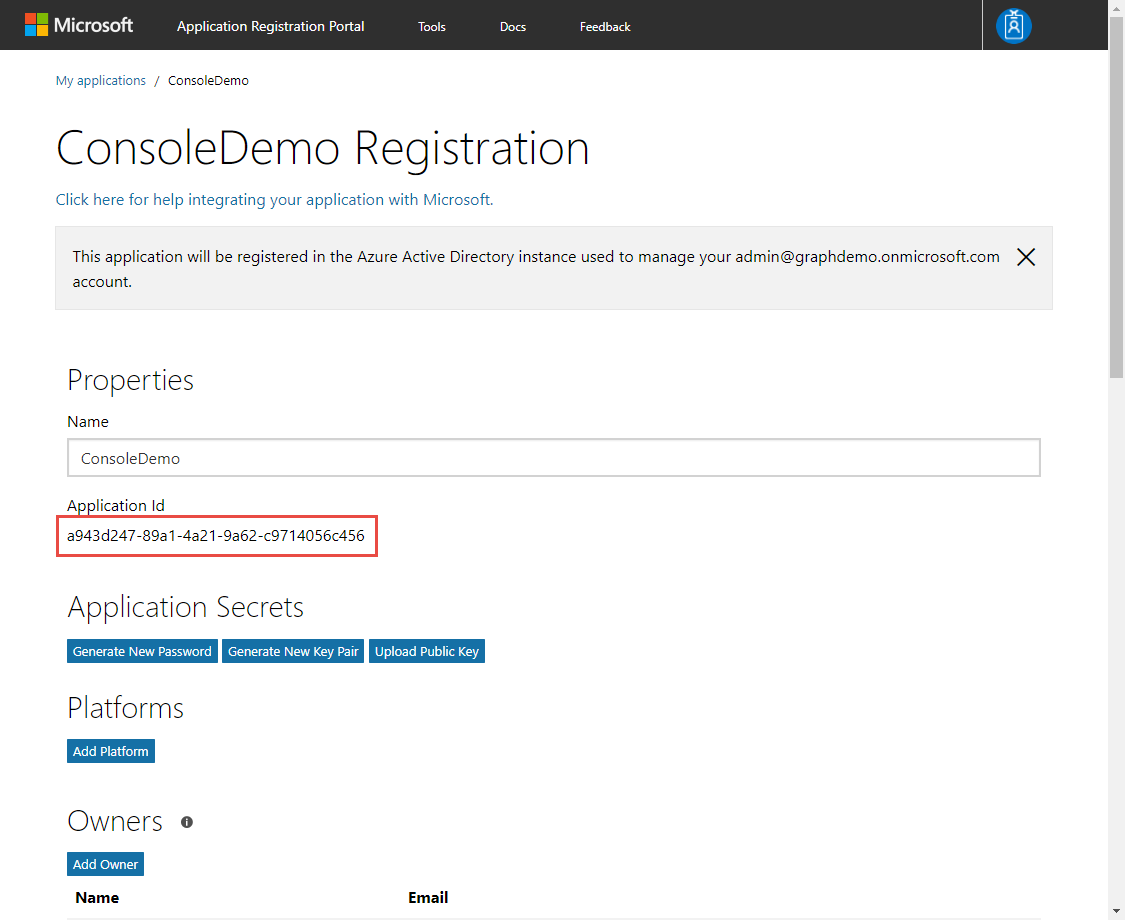 Microsoft Application Registration Portal Tools Docs Feedback
My applications / ConsoleDemo
ConsoleDemo Registration
Click here for help integrating your application with Microsoft.
This application will be registered in the Azure Active Directory instance used to manage your admin@graphdemo.onmicrosoft.com
account.
Properties
Name
ConsoleDemo
Application Id
a943d247-89a1-4a21-9a62-c9714056c456
Application Secrets
Generate New Password Generate New Key Pair Upload Public Key
Platforms
Add Platform
Owners
Add Owner
Name Email